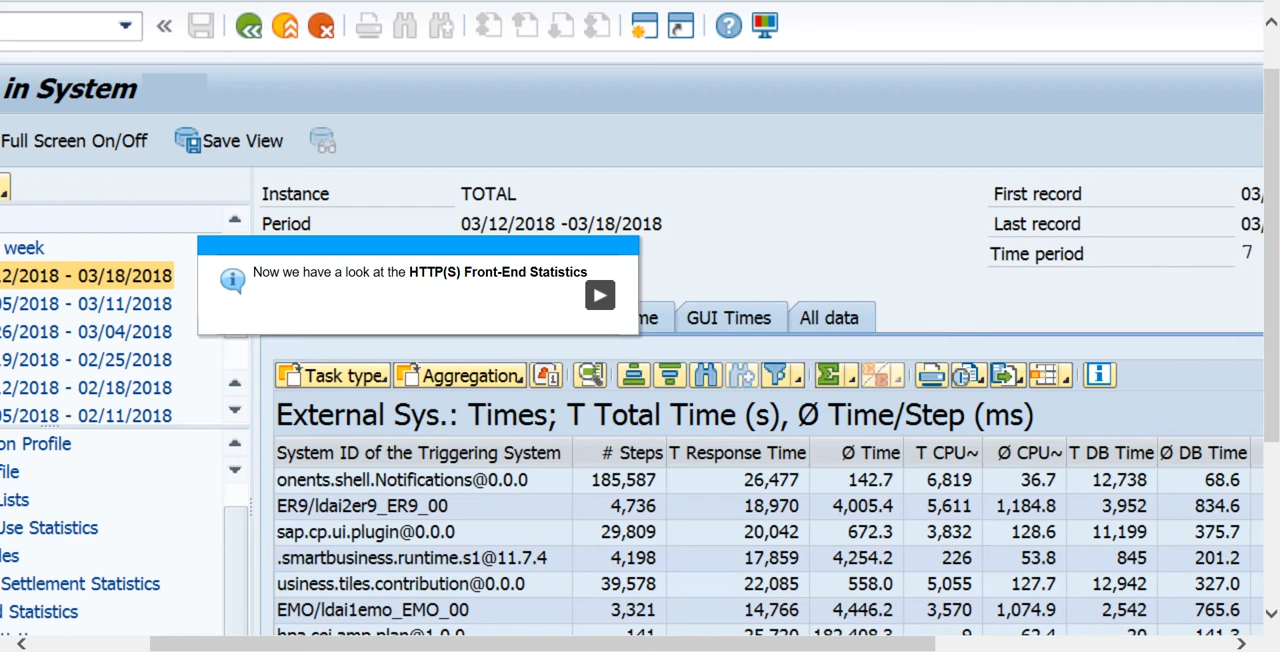 in System
Full Screen On/Off Save View
Instance TOTAL First record 03/
Period 03/12/2018 -03/18/2018 Last record 03/
Time period 7
week
2/2018 - 03/18/2018
05/2018 - 03/11/2018
26/2018 - 03/04/2018
19/2018 - 02/25/2018
12/2018 - 02/18/2018
05/2018 - 02/11/2018
Now we have a look at the HTTP(S) Front-End Statistics
me GUI Times All data
Task type Aggregation
External Sys.: Times; T Total Time (s), Ø Time/Step (ms)
System ID of the Triggering System # Steps T Response Time Ø Time T CPU~ Ø CPU~ T DB Time Ø DB Time
onents.shell.Notifications@0.0.0 185,587 26,477 142.7 6,819 36.7 12,738 68.6
ER9/ldai2er9_ER9_00 4,736 18,970 4,005.4 5,611 1,184.8 3,952 834.6
sap.cp.ui.plugin@0.0.0 29,809 20,042 672.3 3,832 128.6 11,199 375.7
.smartbusiness.runtime.s1@11.7.4 4,198 17,859 4,254.2 226 53.8 845 201.2
usiness.tiles.contribution@0.0.0 39,578 22,085 558.0 5,055 127.7 12,942 327.0
EMO/ldai1emo_EMO_00 3,321 14,766 4,446.2 3,570 1,074.9 2,542 765.6
on Profile
file
Lists
Use Statistics
les
Settlement Statistics
d Statistics